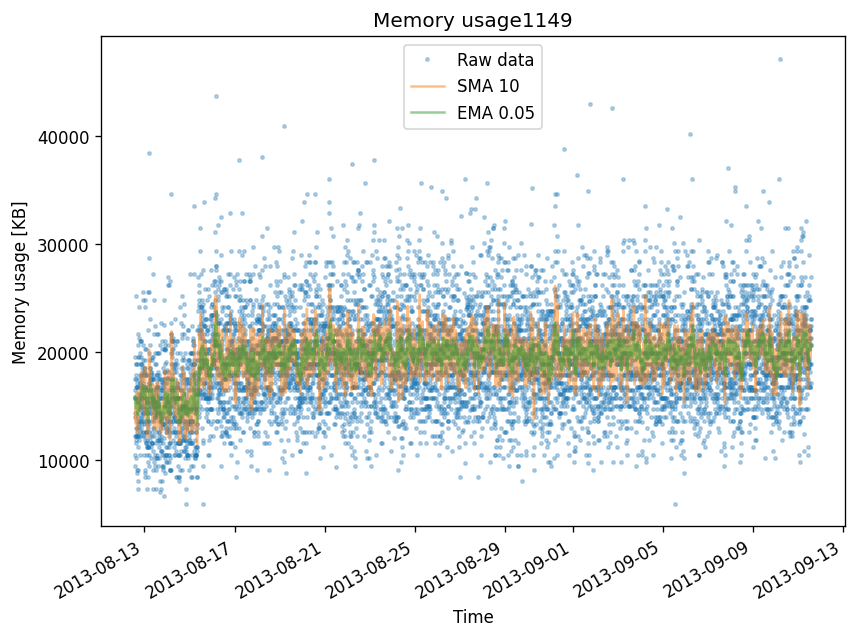 Memory usage1149
Raw data
SMA 10
EMA 0.05
Memory usage [KB]
40000
30000
20000
10000
2013-08-13
2013-08-17
2013-08-21
2013-08-25
2013-08-29
2013-09-01
2013-09-05
2013-09-09
2013-09-13
Time